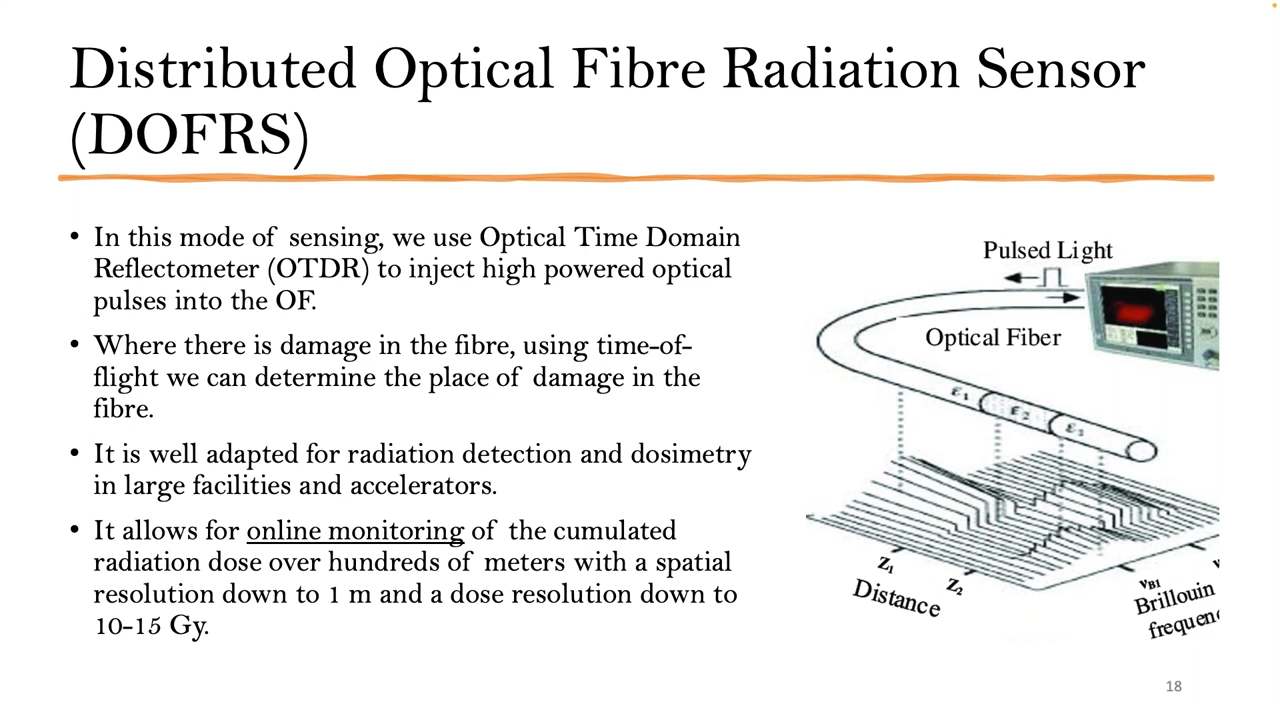 Distributed Optical Fibre Radiation Sensor
(DOFRS)
• In this mode of sensing, we use Optical Time Domain
Reflectometer (OTDR) to inject high powered optical
pulses into the OF.
• Where there is damage in the fibre, using time-of-
flight we can determine the place of damage in the
fibre.
• It is well adapted for radiation detection and dosimetry
in large facilities and accelerators.
• It allows for online monitoring of the cumulated
radiation dose over hundreds of meters with a spatial
resolution down to 1 m and a dose resolution down to
10-15 Gy.
Pulsed Light
Optical Fiber
ε1
ε2
Z1
Z2
Distance
νB1
Brillouin
18